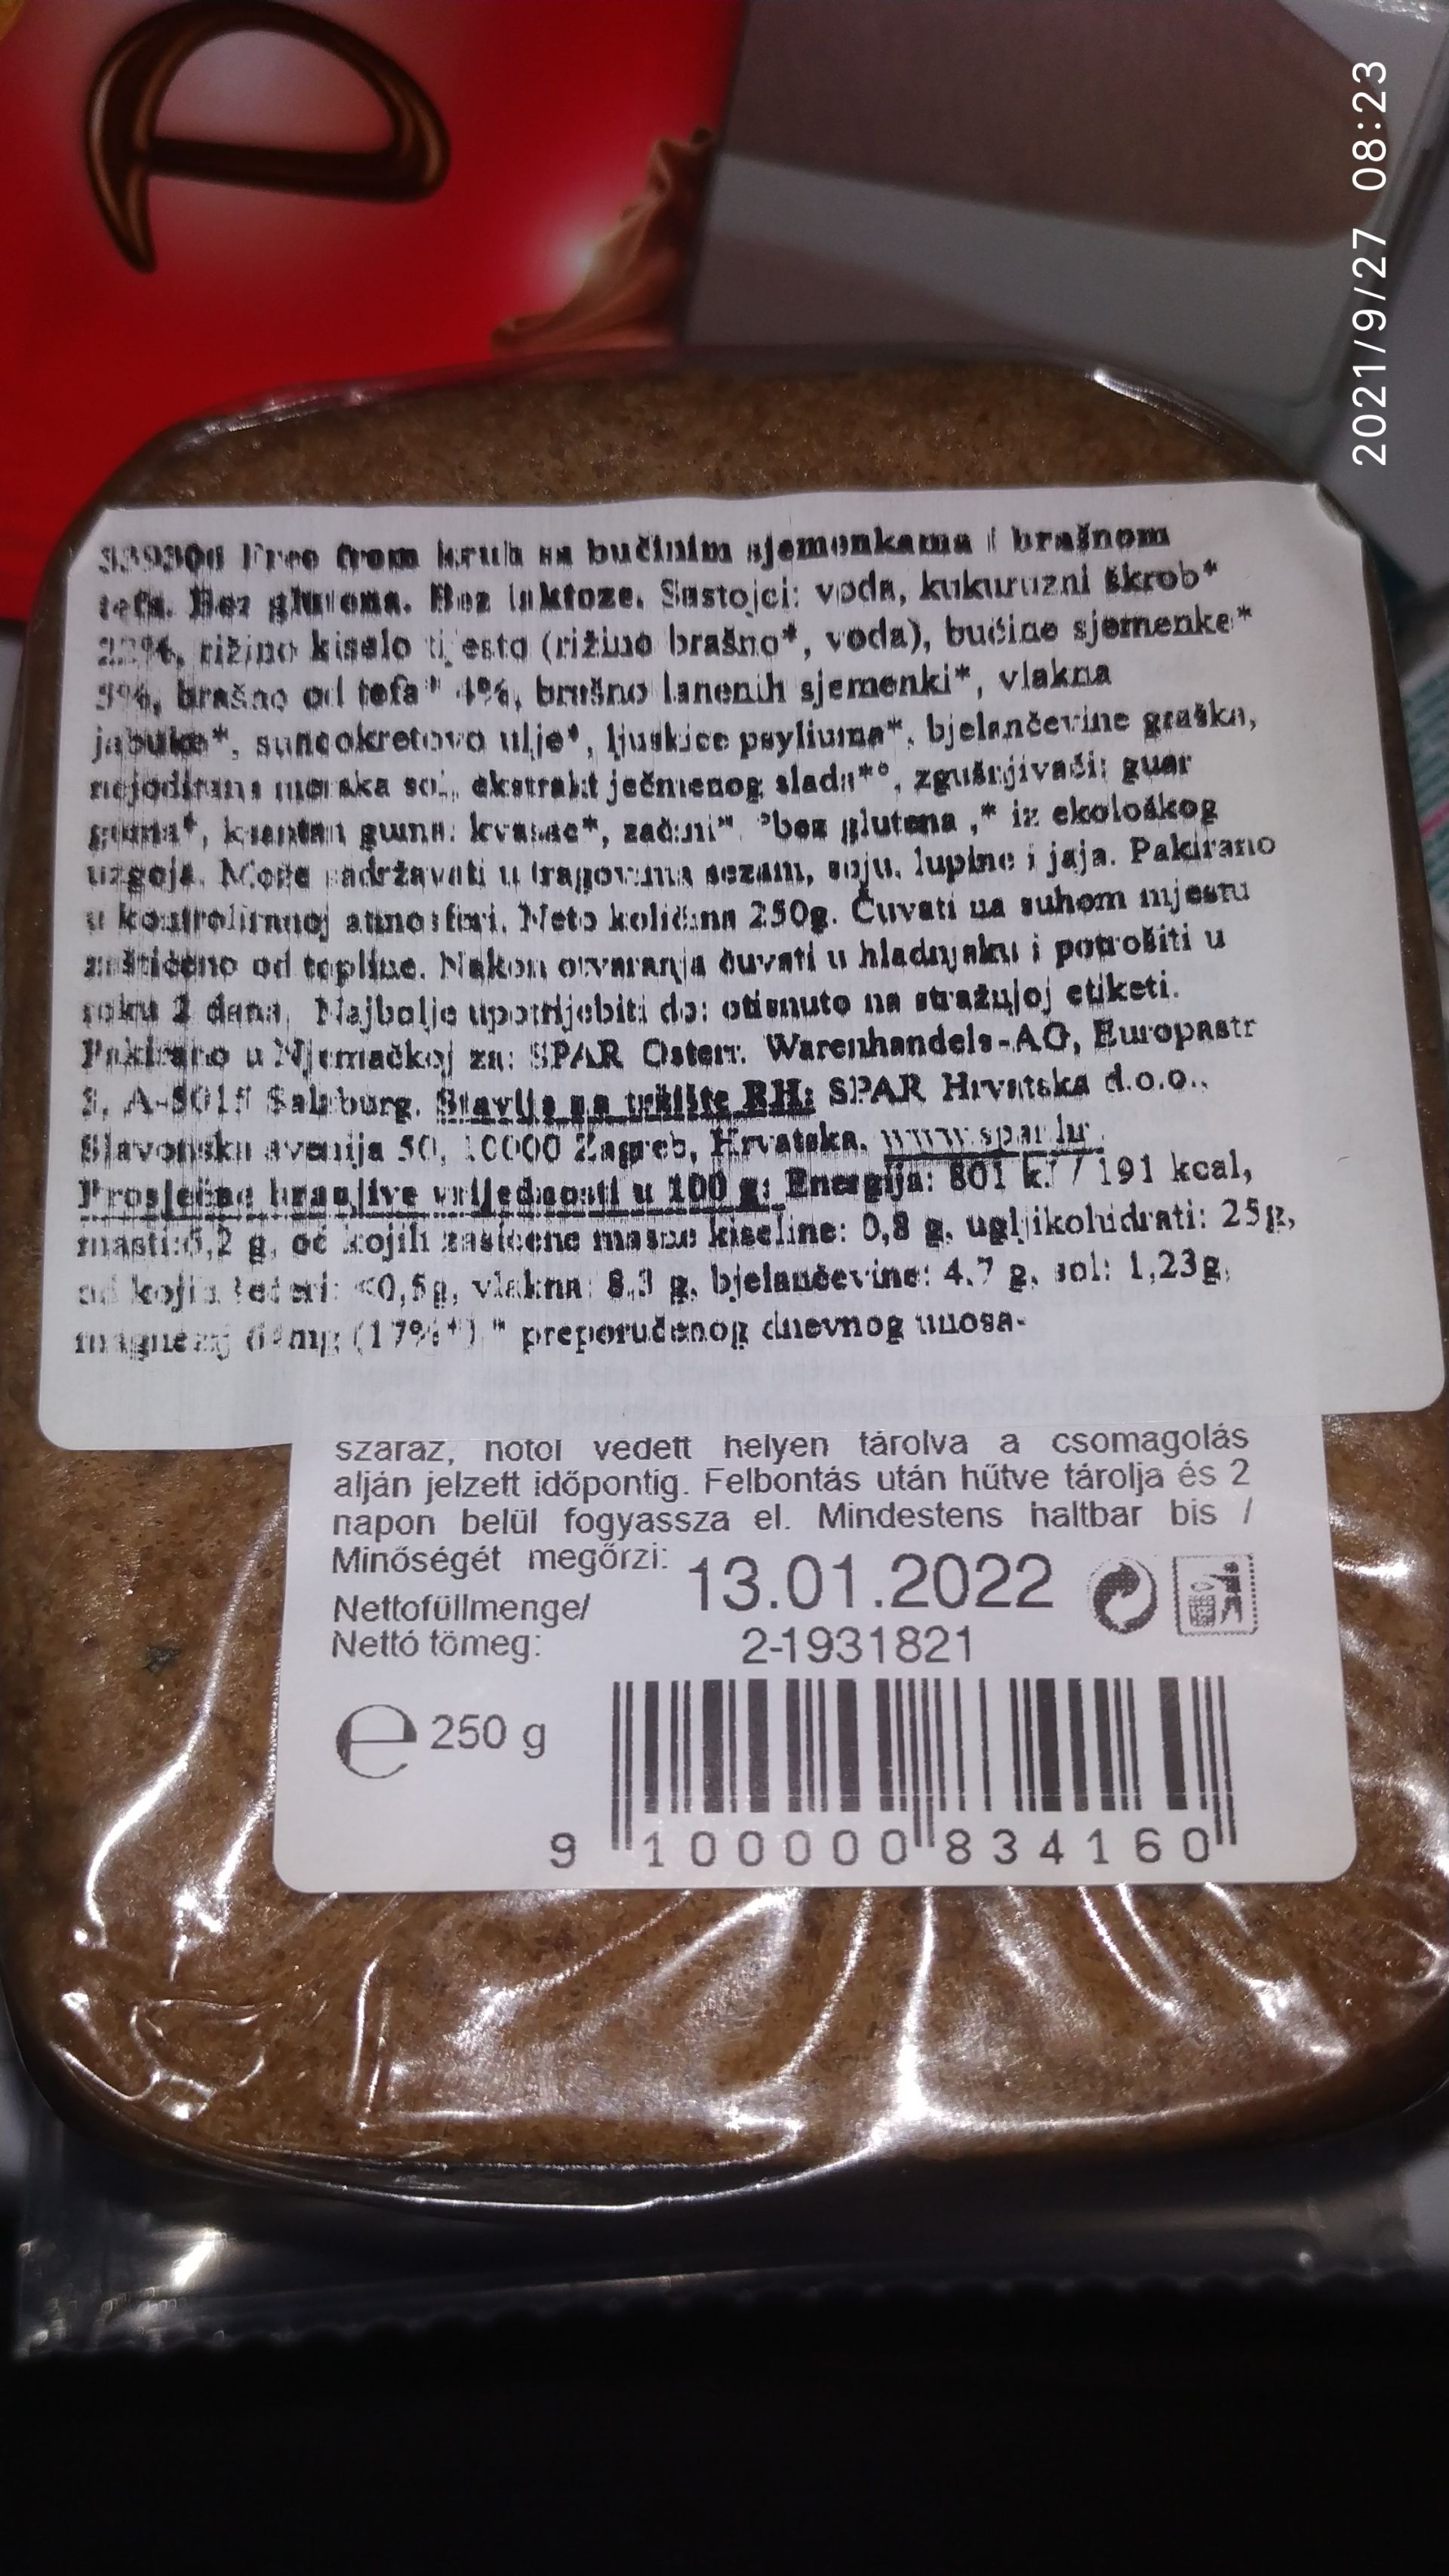 e
2021/9/27 08:23
Free from kruh sa bučinim sjemenkama i brašnom
tefa. Bez glutena. Bez laktoze. Sastojci: voda, kukuruzni škrob*
22%, rižino kiselo tijesto (rižino brašno*, voda), bučine sjemenke*
brašno od tefa* 4%, brašno lanenih sjemenki*, vlakna
jabuke*, suncokretovo ulje*, ljuskice psyliuma*, bjelančevine graška,
nejodirana morska sol, ekstrakt ječmenog slada*°, zgušnjivači: guar
guma*, ksantan guma, kvasac*, začini*. °bez glutena ,* iz ekološkog
uzgoja. Može sadržavati u tragovima sezam, soju, lupine i jaja. Pakirano
u kontroliranoj atmosferi. Neto količina 250g. Čuvati na suhom mjestu
zaštićeno od topline. Nakon otvaranja čuvati u hladnjaku i potrošiti u
roku 2 dana. Najbolje upotrijebiti do: otisnuto na stražnjoj etiketi.
Pakirano u Njemačkoj za: SPAR Österr. Warenhandels-AG, Europastr
3, A-5015 Salzburg. Stavlja na tržište RH: SPAR Hrvatska d.o.o.,
Slavonska avenija 50, 10000 Zagreb, Hrvatska. www.spar.hr
Prosječne hranjive vrijednosti u 100 g: Energija: 801 kJ / 191 kcal,
masti: g, od kojih zasićene masne kiseline: 0,8 g, ugljikohidrati: 25g,
od kojih šećeri: <0,5g, vlakna: 8,3 g, bjelančevine: 4,7 g, sol: 1,23g,
magnezij (17%*) * preporučenog dnevnog unosa-
száraz, hőtől védett helyen tárolva a csomagolás
alján jelzett időpontig. Felbontás után hűtve tárolja és 2
napon belül fogyassza el. Mindestens haltbar bis /
Minőségét megőrzi: 13.01.2022
Nettofüllmenge/
Nettó tömeg: 2-1931821
e 250 g
9 100000 834160